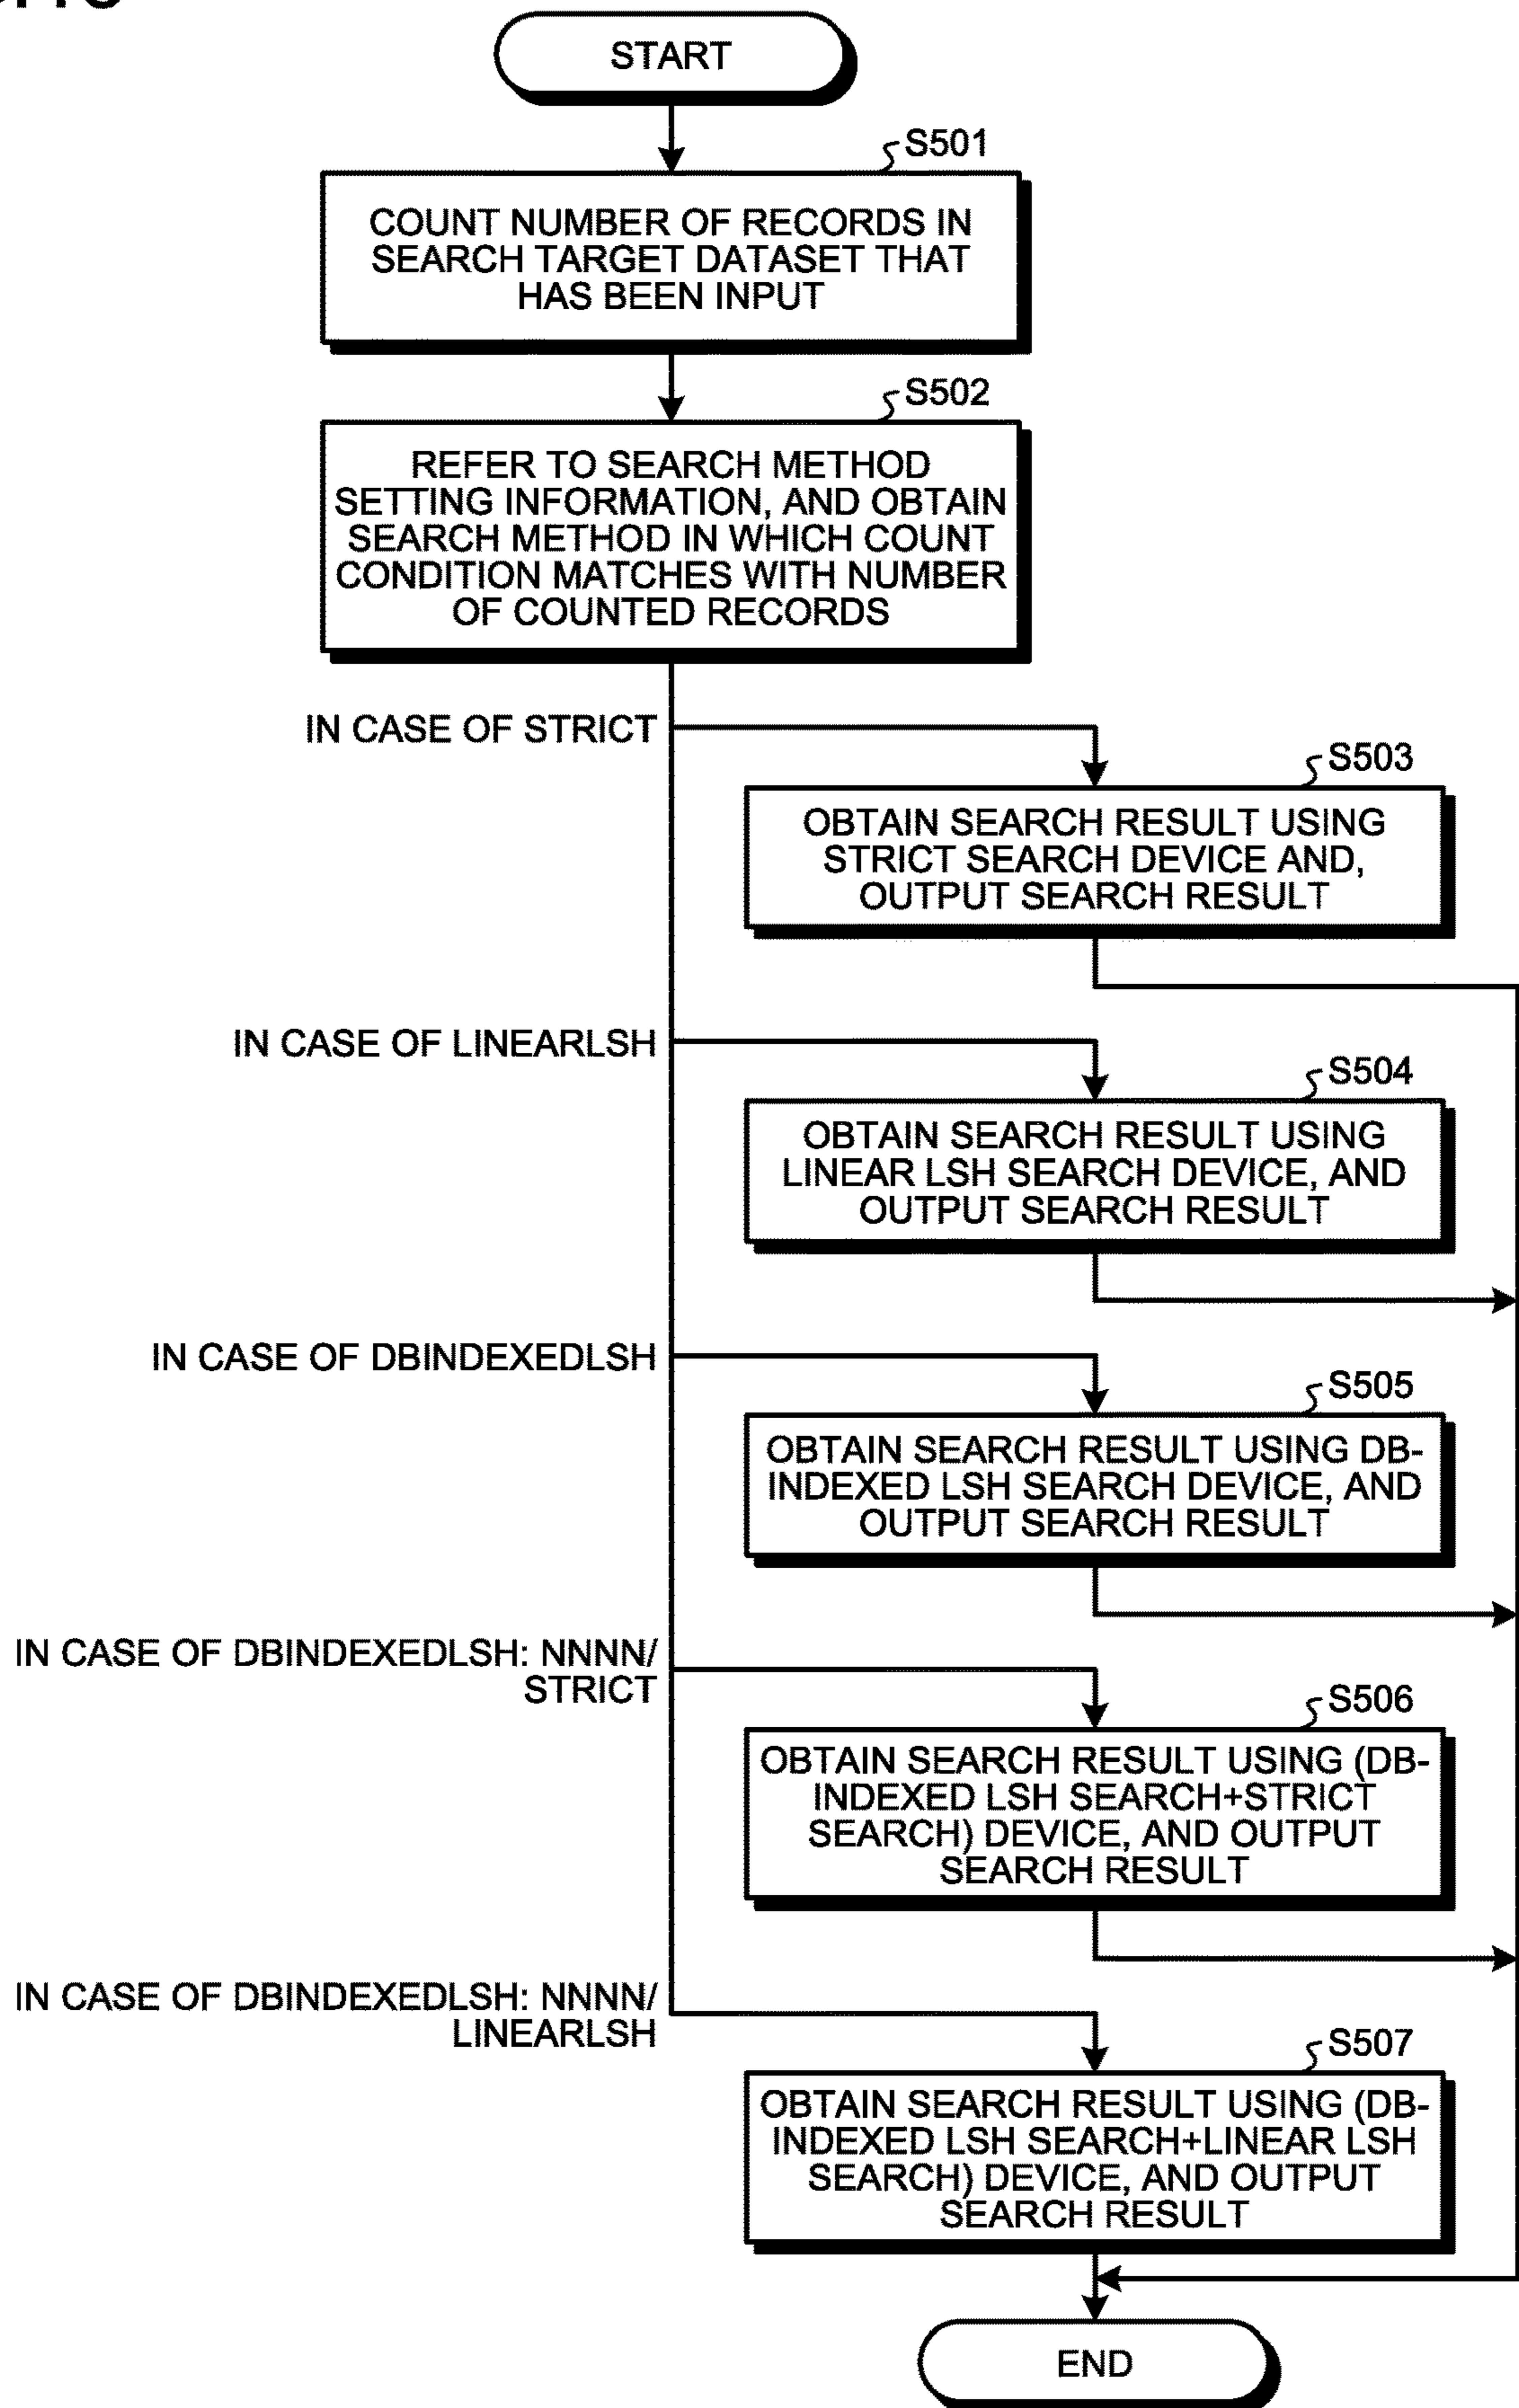 START
S501
COUNT NUMBER OF RECORDS IN
SEARCH TARGET DATASET THAT
HAS BEEN INPUT
S502
REFER TO SEARCH METHOD
SETTING INFORMATION, AND OBTAIN
SEARCH METHOD IN WHICH COUNT
CONDITION MATCHES WITH NUMBER
OF COUNTED RECORDS
IN CASE OF STRICT
S503
OBTAIN SEARCH RESULT USING
STRICT SEARCH DEVICE AND,
OUTPUT SEARCH RESULT
IN CASE OF LINEARLSH
S504
OBTAIN SEARCH RESULT USING
LINEAR LSH SEARCH DEVICE, AND
OUTPUT SEARCH RESULT
IN CASE OF DBINDEXEDLSH
S505
OBTAIN SEARCH RESULT USING DB-
INDEXED LSH SEARCH DEVICE, AND
OUTPUT SEARCH RESULT
IN CASE OF DBINDEXEDLSH: NNNN/
STRICT
S506
OBTAIN SEARCH RESULT USING (DB-
INDEXED LSH SEARCH+STRICT
SEARCH) DEVICE, AND OUTPUT
SEARCH RESULT
IN CASE OF DBINDEXEDLSH: NNNN/
LINEARLSH
S507
OBTAIN SEARCH RESULT USING (DB-
INDEXED LSH SEARCH+LINEAR LSH
SEARCH) DEVICE, AND OUTPUT
SEARCH RESULT
END